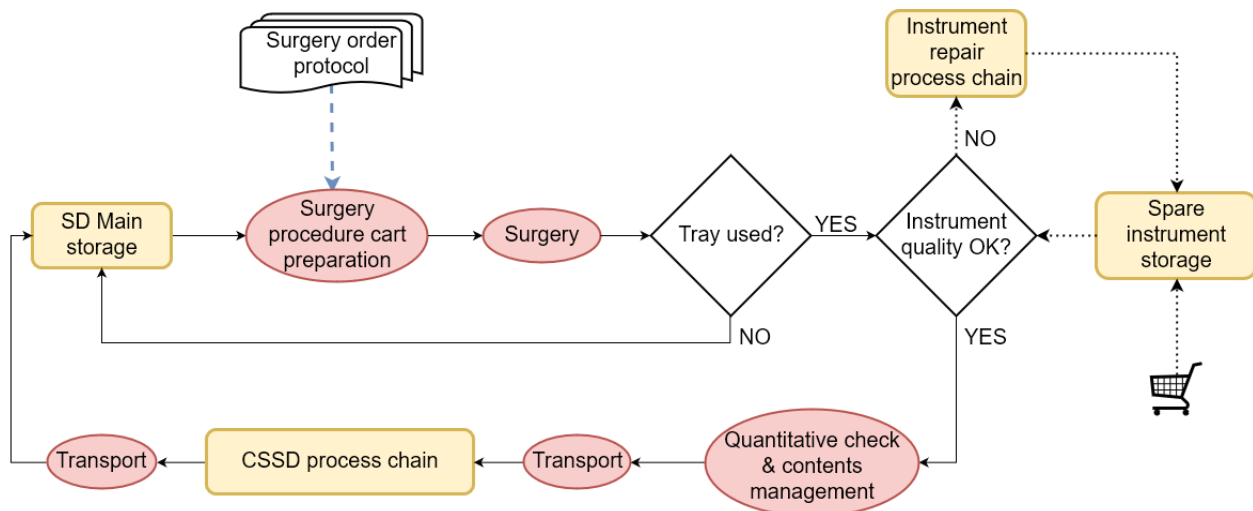 Surgery order
protocol
Instrument
repair
process chain
NO
SD Main
storage
Surgery
procedure cart
preparation
Surgery
Tray used?
YES
Instrument
quality OK?
Spare
instrument
storage
NO
YES
Transport
CSSD process chain
Transport
Quantitative check
& contents
management